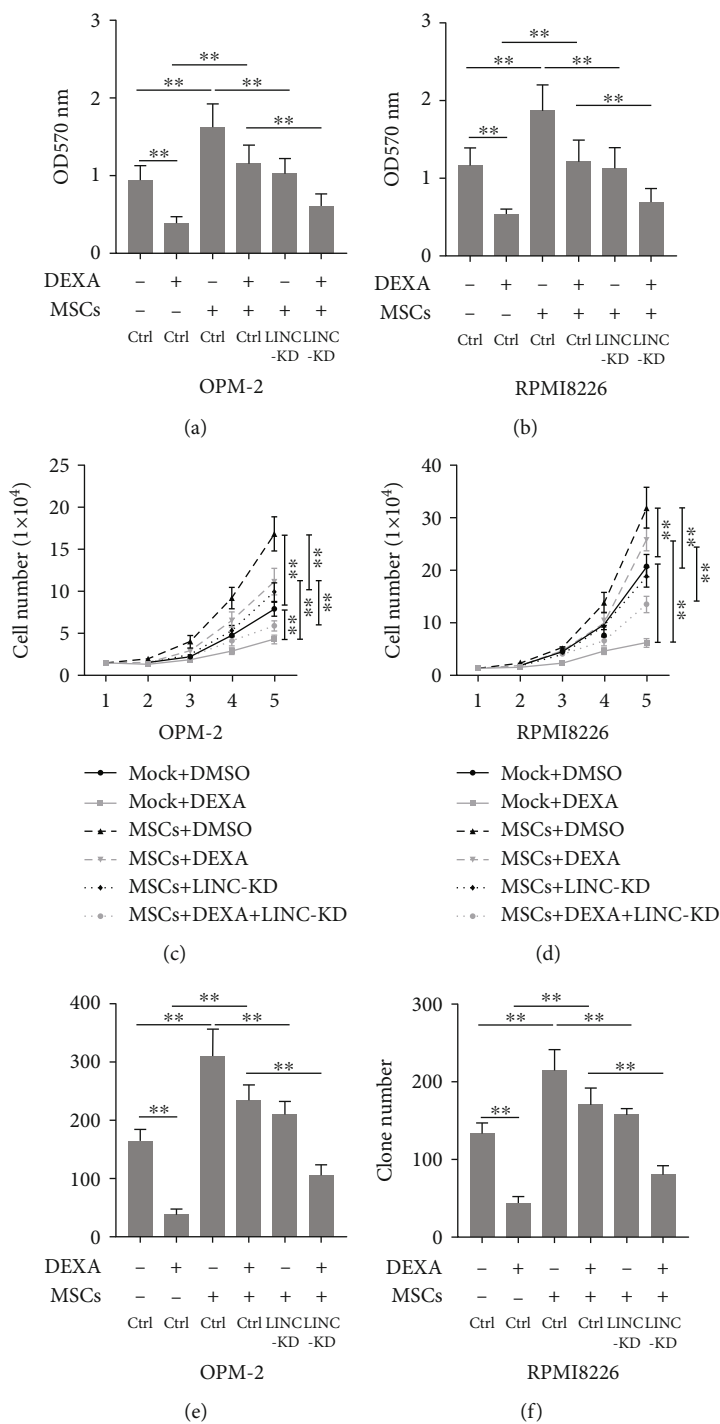 3
2
1
0
OD570 nm
**
**
**
**
**
DEXA – + – + – +
MSCs – – + + + +
Ctrl Ctrl Ctrl Ctrl LINC LINC
-KD -KD
OPM-2
(a)
3
2
1
0
OD570 nm
**
**
**
**
**
DEXA – + – + – +
MSCs – – + + + +
Ctrl Ctrl Ctrl Ctrl LINC LINC
-KD -KD
RPMI8226
(b)
25
20
15
10
5
0
Cell number (1×10⁴)
**
**
**
**
**
1 2 3 4 5
OPM-2
Mock+DMSO
Mock+DEXA
MSCs+DMSO
MSCs+DEXA
MSCs+LINC-KD
MSCs+DEXA+LINC-KD
(c)
40
30
20
10
0
Cell number (1×10⁴)
**
**
**
**
1 2 3 4 5
RPMI8226
Mock+DMSO
Mock+DEXA
MSCs+DMSO
MSCs+DEXA
MSCs+LINC-KD
MSCs+DEXA+LINC-KD
(d)
400
300
200
100
0
**
**
**
**
**
DEXA – + – + – +
MSCs – – + + + +
Ctrl Ctrl Ctrl Ctrl LINC LINC
-KD -KD
OPM-2
(e)
300
200
100
0
Clone number
**
**
**
**
**
DEXA – + – + – +
MSCs – – + + + +
Ctrl Ctrl Ctrl Ctrl LINC LINC
-KD -KD
RPMI8226
(f)